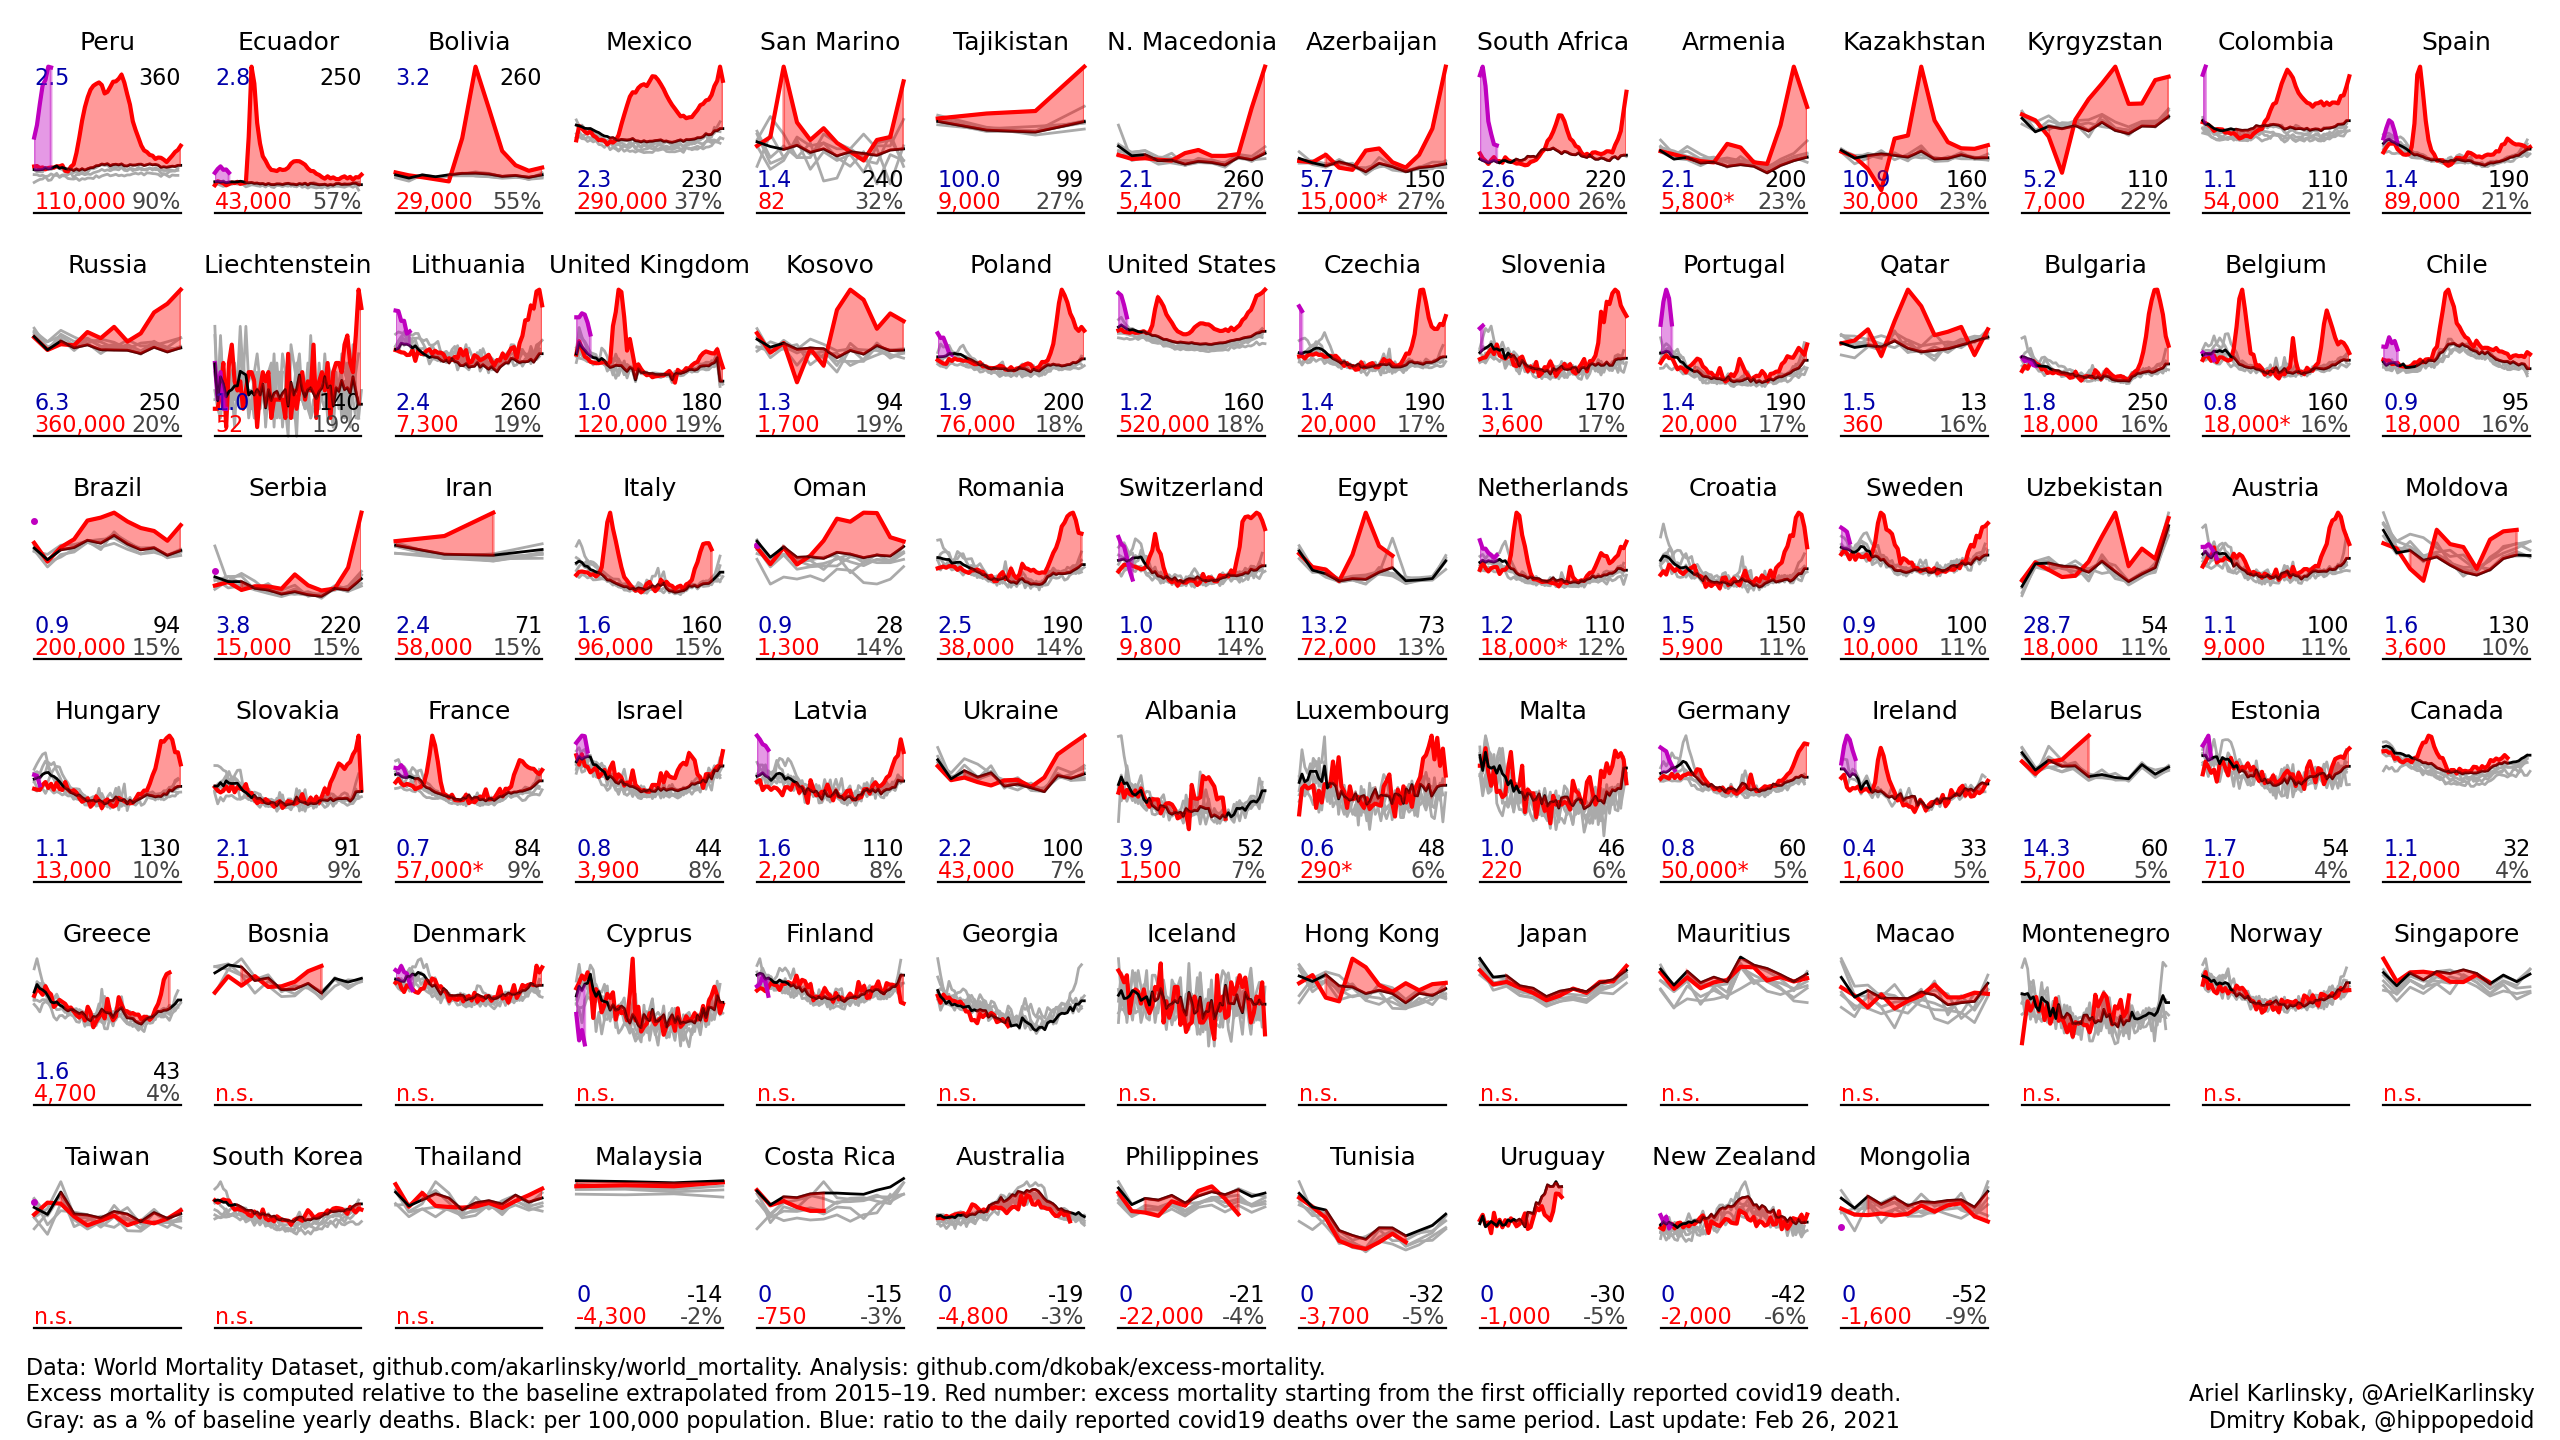 Peru Ecuador Bolivia Mexico San Marino Tajikistan N. Macedonia Azerbaijan South Africa Armenia Kazakhstan Kyrgyzstan Colombia Spain
2.5 360 2.8 250 3.2 260
2.3 230 1.4 240 100.0 99 2.1 260 5.7 150 2.6 220 2.1 200 10.9 160 5.2 110 1.1 110 1.4 190
110,000 90% 43,000 57% 29,000 55% 290,000 37% 82 32% 9,000 27% 5,400 27% 15,000* 27% 130,000 26% 5,800* 23% 30,000 23% 7,000 22% 54,000 21% 89,000 21%
Russia Liechtenstein Lithuania United Kingdom Kosovo Poland United States Czechia Slovenia Portugal Qatar Bulgaria Belgium Chile
6.3 250 1.0 140 2.4 260 1.0 180 1.3 94 1.9 200 1.2 160 1.4 190 1.1 170 1.4 190 1.5 13 1.8 250 0.8 160 0.9 95
360,000 20% 52 19% 7,300 19% 120,000 19% 1,700 19% 76,000 18% 520,000 18% 20,000 17% 3,600 17% 20,000 17% 360 16% 18,000 16% 18,000* 16% 18,000 16%
Brazil Serbia Iran Italy Oman Romania Switzerland Egypt Netherlands Croatia Sweden Uzbekistan Austria Moldova
0.9 94 3.8 220 2.4 71 1.6 160 0.9 28 2.5 190 1.0 110 13.2 73 1.2 110 1.5 150 0.9 100 28.7 54 1.1 100 1.6 130
200,000 15% 15,000 15% 58,000 15% 96,000 15% 1,300 14% 38,000 14% 9,800 14% 72,000 13% 18,000* 12% 5,900 11% 10,000 11% 18,000 11% 9,000 11% 3,600 10%
Hungary Slovakia France Israel Latvia Ukraine Albania Luxembourg Malta Germany Ireland Belarus Estonia Canada
1.1 130 2.1 91 0.7 84 0.8 44 1.6 110 2.2 100 3.9 52 0.6 48 1.0 46 0.8 60 0.4 33 14.3 60 1.7 54 1.1 32
13,000 10% 5,000 9% 57,000* 9% 3,900 8% 2,200 8% 43,000 7% 1,500 7% 290* 6% 220 6% 50,000* 5% 1,600 5% 5,700 5% 710 4% 12,000 4%
Greece Bosnia Denmark Cyprus Finland Georgia Iceland Hong Kong Japan Mauritius Macao Montenegro Norway Singapore
1.6 43
4,700 4% n.s. n.s. n.s. n.s. n.s. n.s. n.s. n.s. n.s. n.s. n.s. n.s. n.s.
Taiwan South Korea Thailand Malaysia Costa Rica Australia Philippines Tunisia Uruguay New Zealand Mongolia
0 -14 0 -15 0 -19 0 -21 0 -32 0 -30 0 -42 0 -52
n.s. n.s. n.s. -4,300 -2% -750 -3% -4,800 -3% -22,000 -4% -3,700 -5% -1,000 -5% -2,000 -6% -1,600 -9%
Data: World Mortality Dataset, github.com/akarlinsky/world_mortality. Analysis: github.com/dkobak/excess-mortality.
Excess mortality is computed relative to the baseline extrapolated from 2015–19. Red number: excess mortality starting from the first officially reported covid19 death.
Gray: as a % of baseline yearly deaths. Black: per 100,000 population. Blue: ratio to the daily reported covid19 deaths over the same period. Last update: Feb 26, 2021
Ariel Karlinsky, @ArielKarlinsky
Dmitry Kobak, @hippopedoid